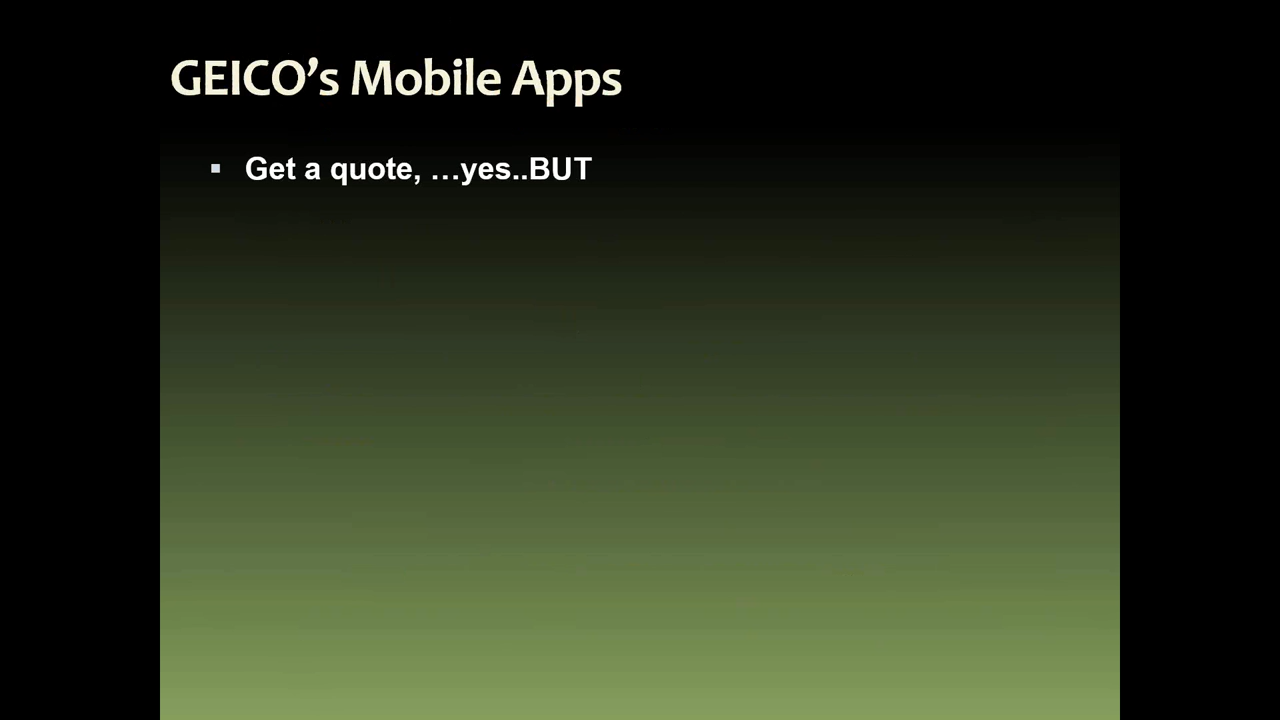 GEICO’s Mobile Apps
▪ Get a quote, …yes..BUT